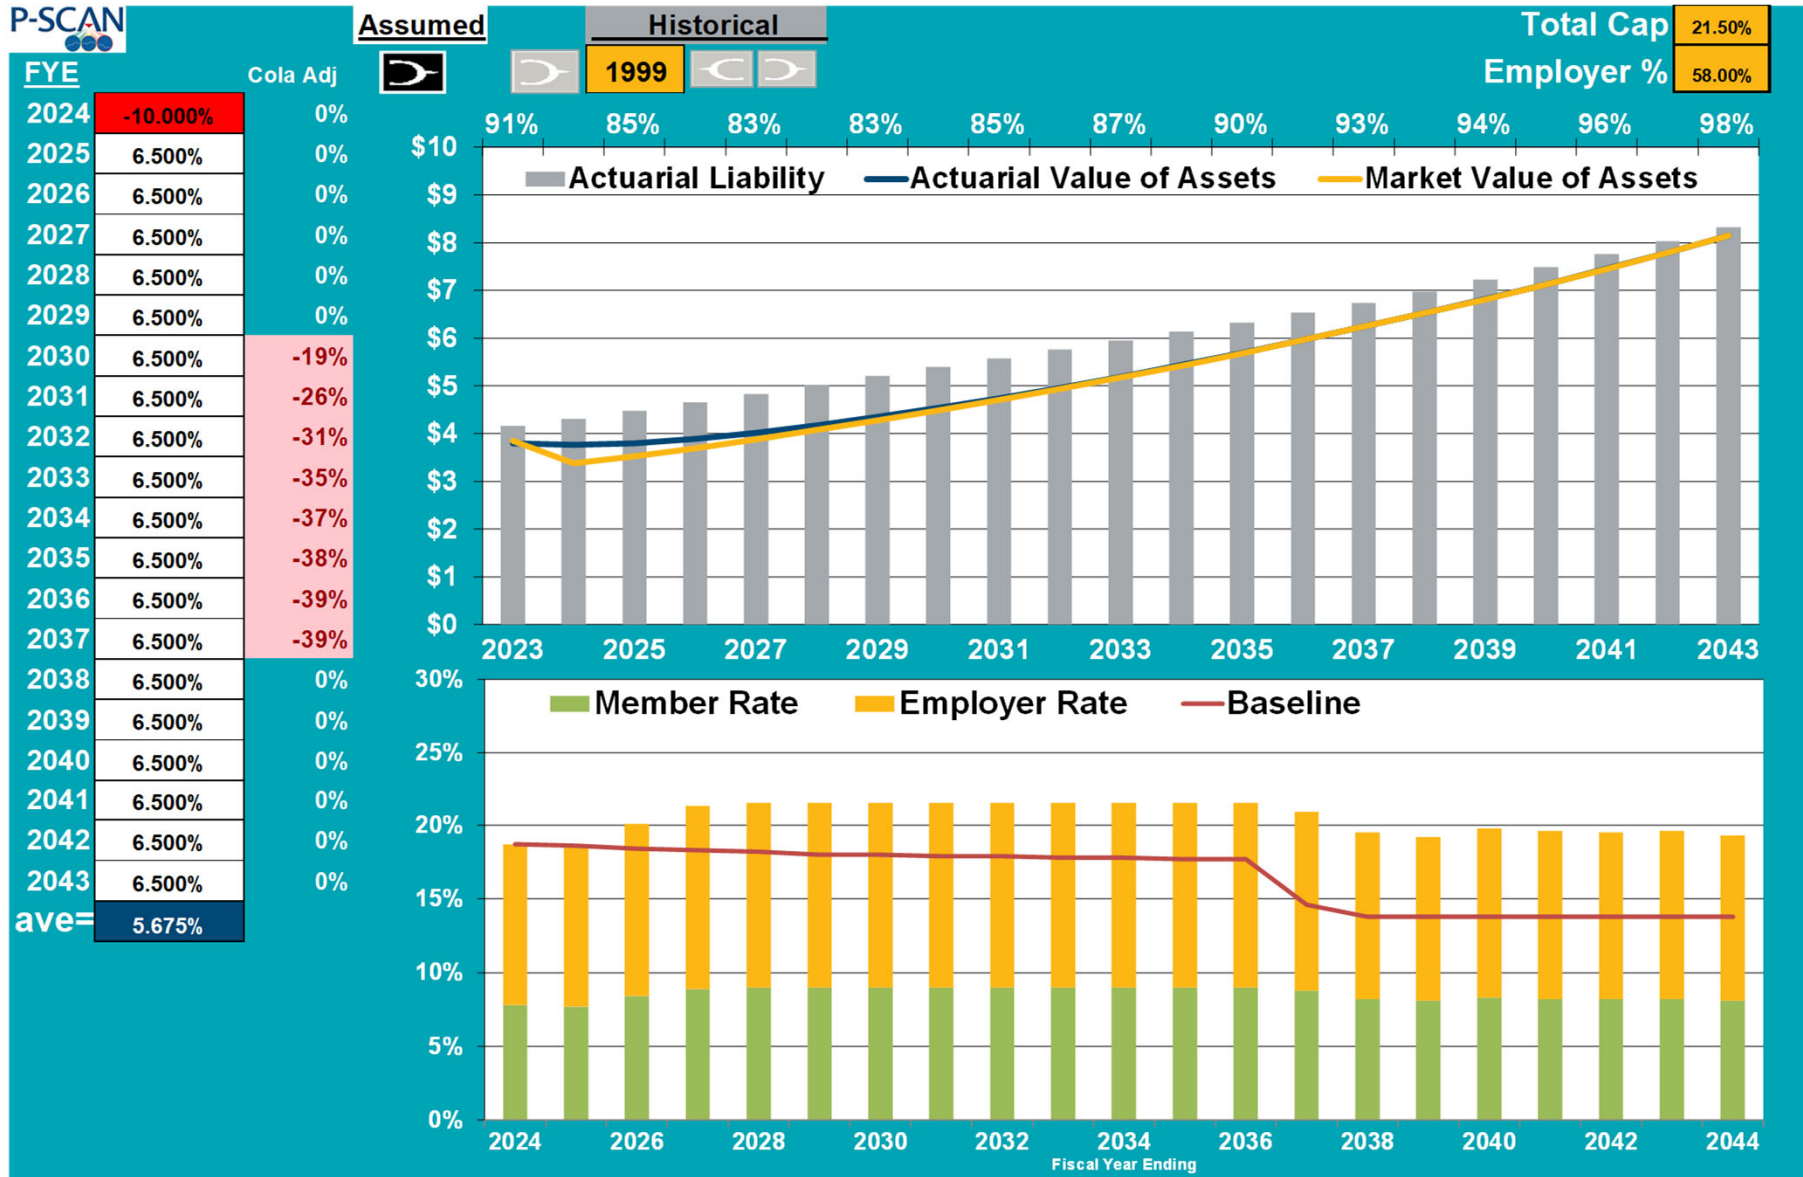 P-SCAN
Assumed
Historical
Total Cap 21.50%
FYE
Cola Adj
1999
Employer % 58.00%
2024 -10.000% 0%
2025 6.500% 0%
2026 6.500% 0%
2027 6.500% 0%
2028 6.500% 0%
2029 6.500% 0%
2030 6.500% -19%
2031 6.500% -26%
2032 6.500% -31%
2033 6.500% -35%
2034 6.500% -37%
2035 6.500% -38%
2036 6.500% -39%
2037 6.500% -39%
2038 6.500% 0%
2039 6.500% 0%
2040 6.500% 0%
2041 6.500% 0%
2042 6.500% 0%
2043 6.500% 0%
ave= 5.675%
91% 85% 83% 83% 85% 87% 90% 93% 94% 96% 98%
Actuarial Liability Actuarial Value of Assets Market Value of Assets
$10
$9
$8
$7
$6
$5
$4
$3
$2
$1
$0
2023 2025 2027 2029 2031 2033 2035 2037 2039 2041 2043
Member Rate Employer Rate Baseline
30%
25%
20%
15%
10%
5%
0%
2024 2026 2028 2030 2032 2034 2036 2038 2040 2042 2044
Fiscal Year Ending